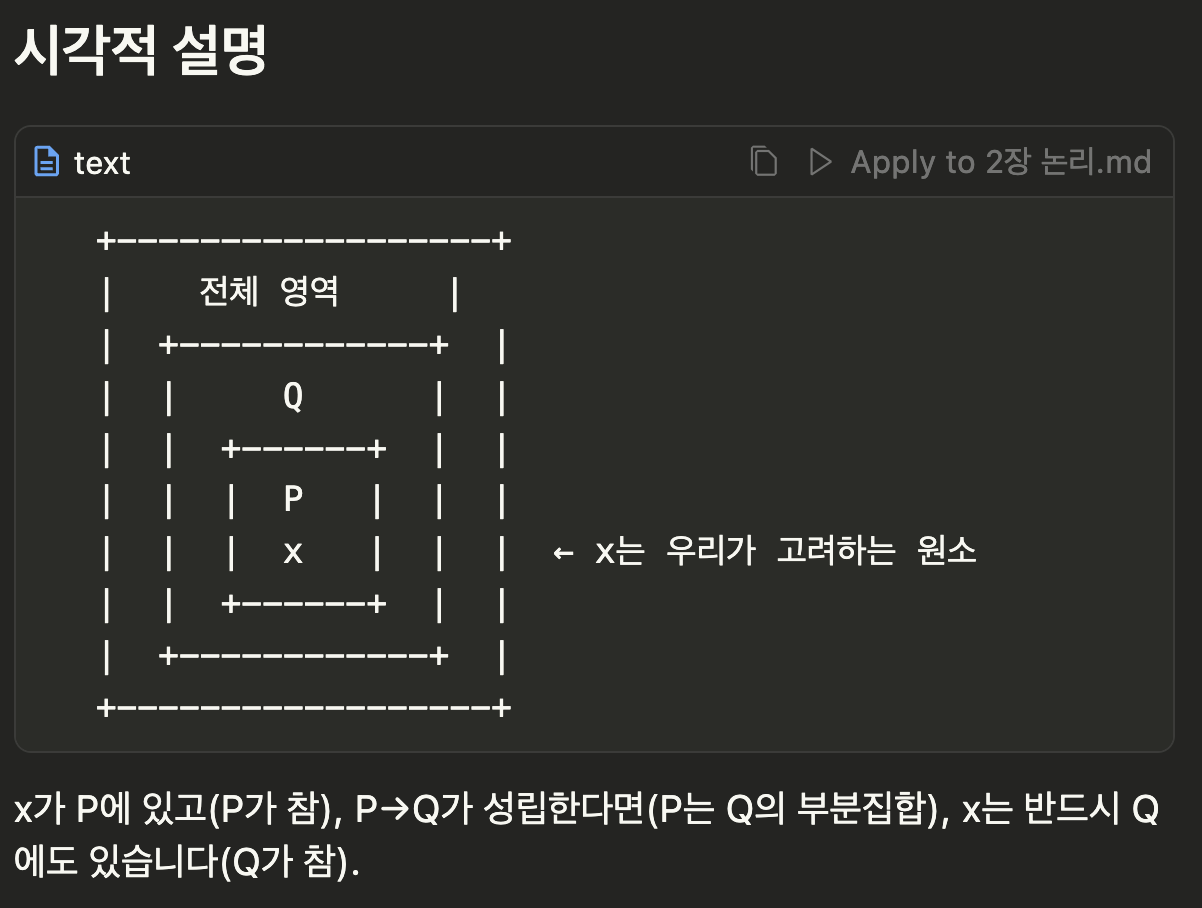 시각적 설명
text
Apply to 2장 논리.md
+------------------+
|    전체 영역     |
|  +------------+  |
|  |     Q      |  |
|  |  +------+  |  |
|  |  |  P   |  |  |
|  |  |  x   |  |  |  ← x는 우리가 고려하는 원소
|  |  +------+  |  |
|  +------------+  |
+------------------+
x가 P에 있고(P가 참), P→Q가 성립한다면(P는 Q의 부분집합), x는 반드시 Q
에도 있습니다(Q가 참).